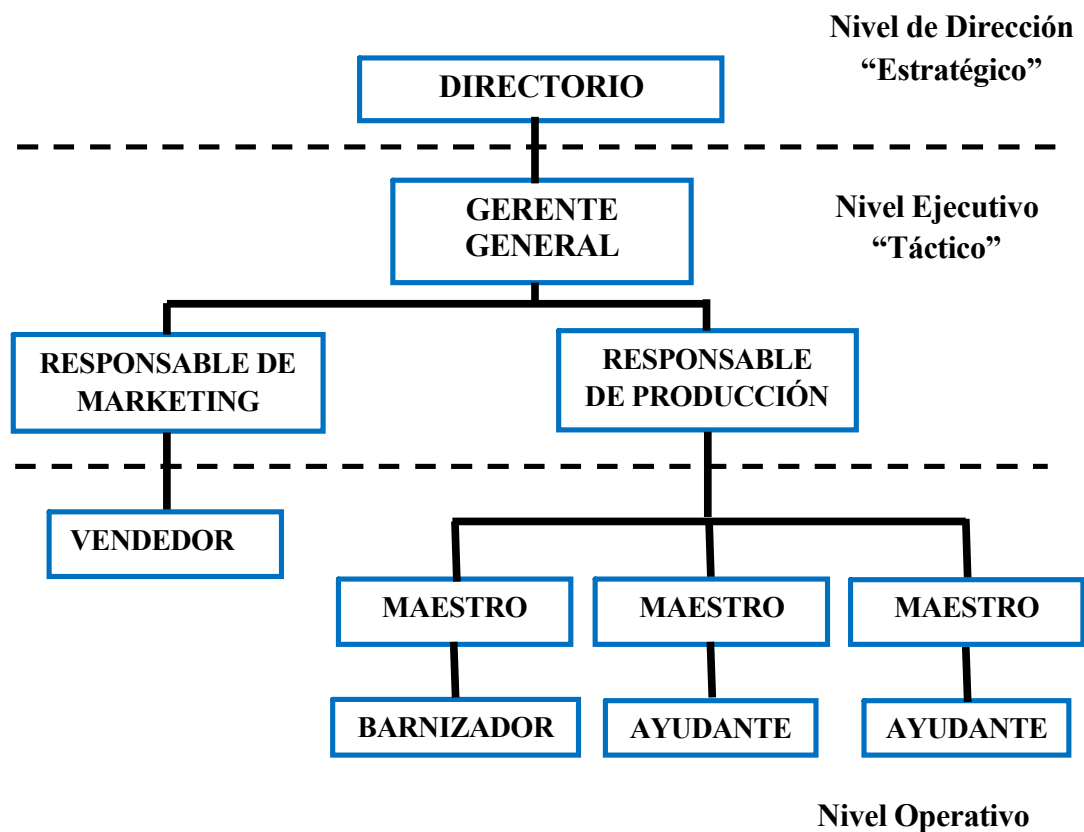 Nivel de Dirección
“Estratégico”
DIRECTORIO
GERENTE
GENERAL
Nivel Ejecutivo
“Táctico”
RESPONSABLE DE
MARKETING
RESPONSABLE
DE PRODUCCIÓN
VENDEDOR
MAESTRO
MAESTRO
MAESTRO
BARNIZADOR
AYUDANTE
AYUDANTE
Nivel Operativo